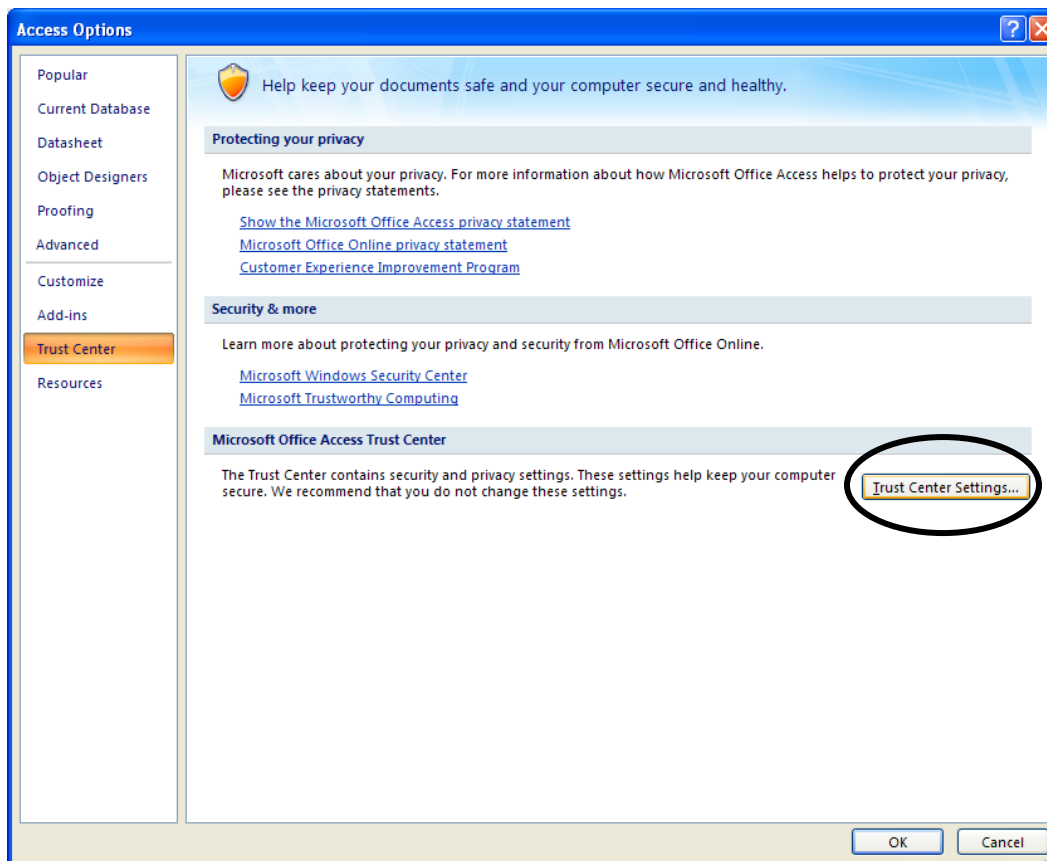 Access Options
?
Popular
Current Database
Datasheet
Object Designers
Proofing
Advanced
Customize
Add-ins
Trust Center
Resources
Help keep your documents safe and your computer secure and healthy.
Protecting your privacy
Microsoft cares about your privacy. For more information about how Microsoft Office Access helps to protect your privacy,
please see the privacy statements.
Show the Microsoft Office Access privacy statement
Microsoft Office Online privacy statement
Customer Experience Improvement Program
Security & more
Learn more about protecting your privacy and security from Microsoft Office Online.
Microsoft Windows Security Center
Microsoft Trustworthy Computing
Microsoft Office Access Trust Center
The Trust Center contains security and privacy settings. These settings help keep your computer
secure. We recommend that you do not change these settings.
Trust Center Settings...
OK
Cancel